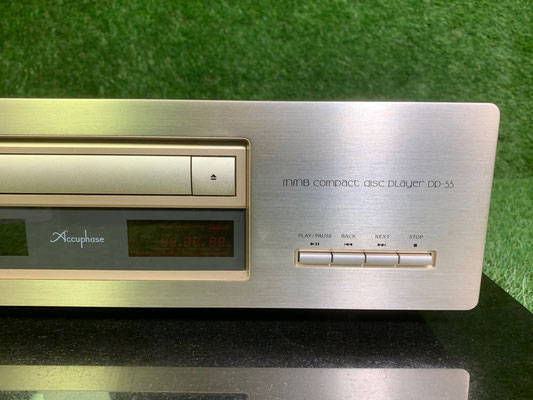 MMB COMPACT DISC PLAYER DP-55
Accuphase
PLAY/PAUSE BACK NEXT STOP